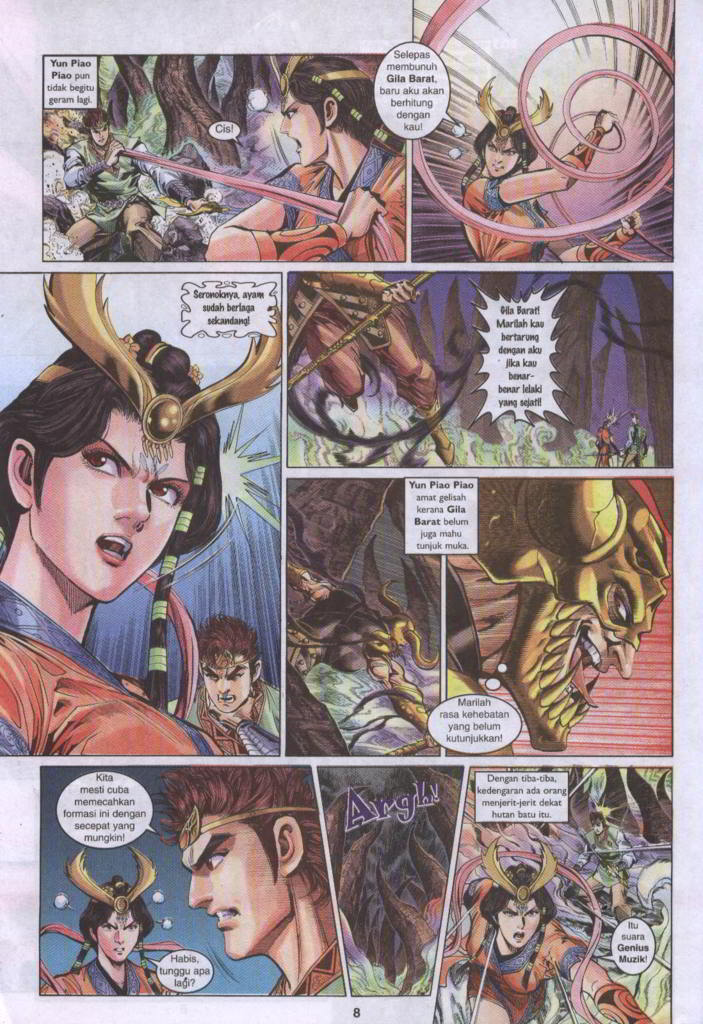 Yun Piao
Piao pun
tidak begitu
geram lagi.
Cis!
Selepas
membunuh
Gila Barat,
baru aku akan
berhitung
dengan
kau!
Seronoknya, ayam
sudah berlaga
sekandang!
Gila Barat!
Marilah kau
bertarung
dengan aku
jika kau
benar-
benar lelaki
yang sejati!
Yun Piao Piao
amat gelisah
kerana Gila
Barat belum
juga mahu
tunjuk muka.
Marilah
rasa kehebatan
yang belum
kutunjukkan!
Kita
mesti cuba
memecahkan
formasi ini dengan
secepat yang
mungkin!
Habis,
tunggu apa
lagi?
Argh!
Dengan tiba-tiba,
kedengaran ada orang
menjerit-jerit dekat
hutan batu itu.
Itu
suara
Genius
Muzik!
8